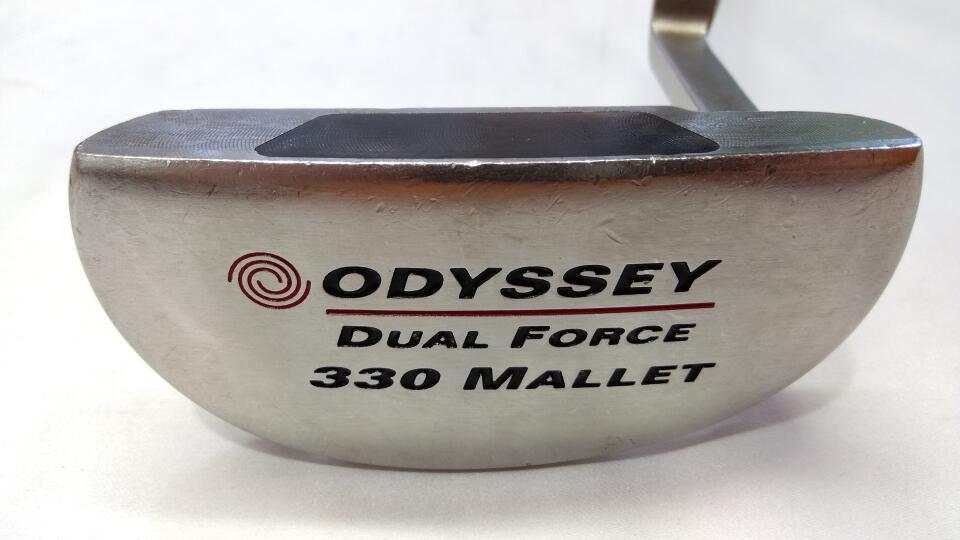 ODYSSEY
DUAL FORCE
330 MALLET